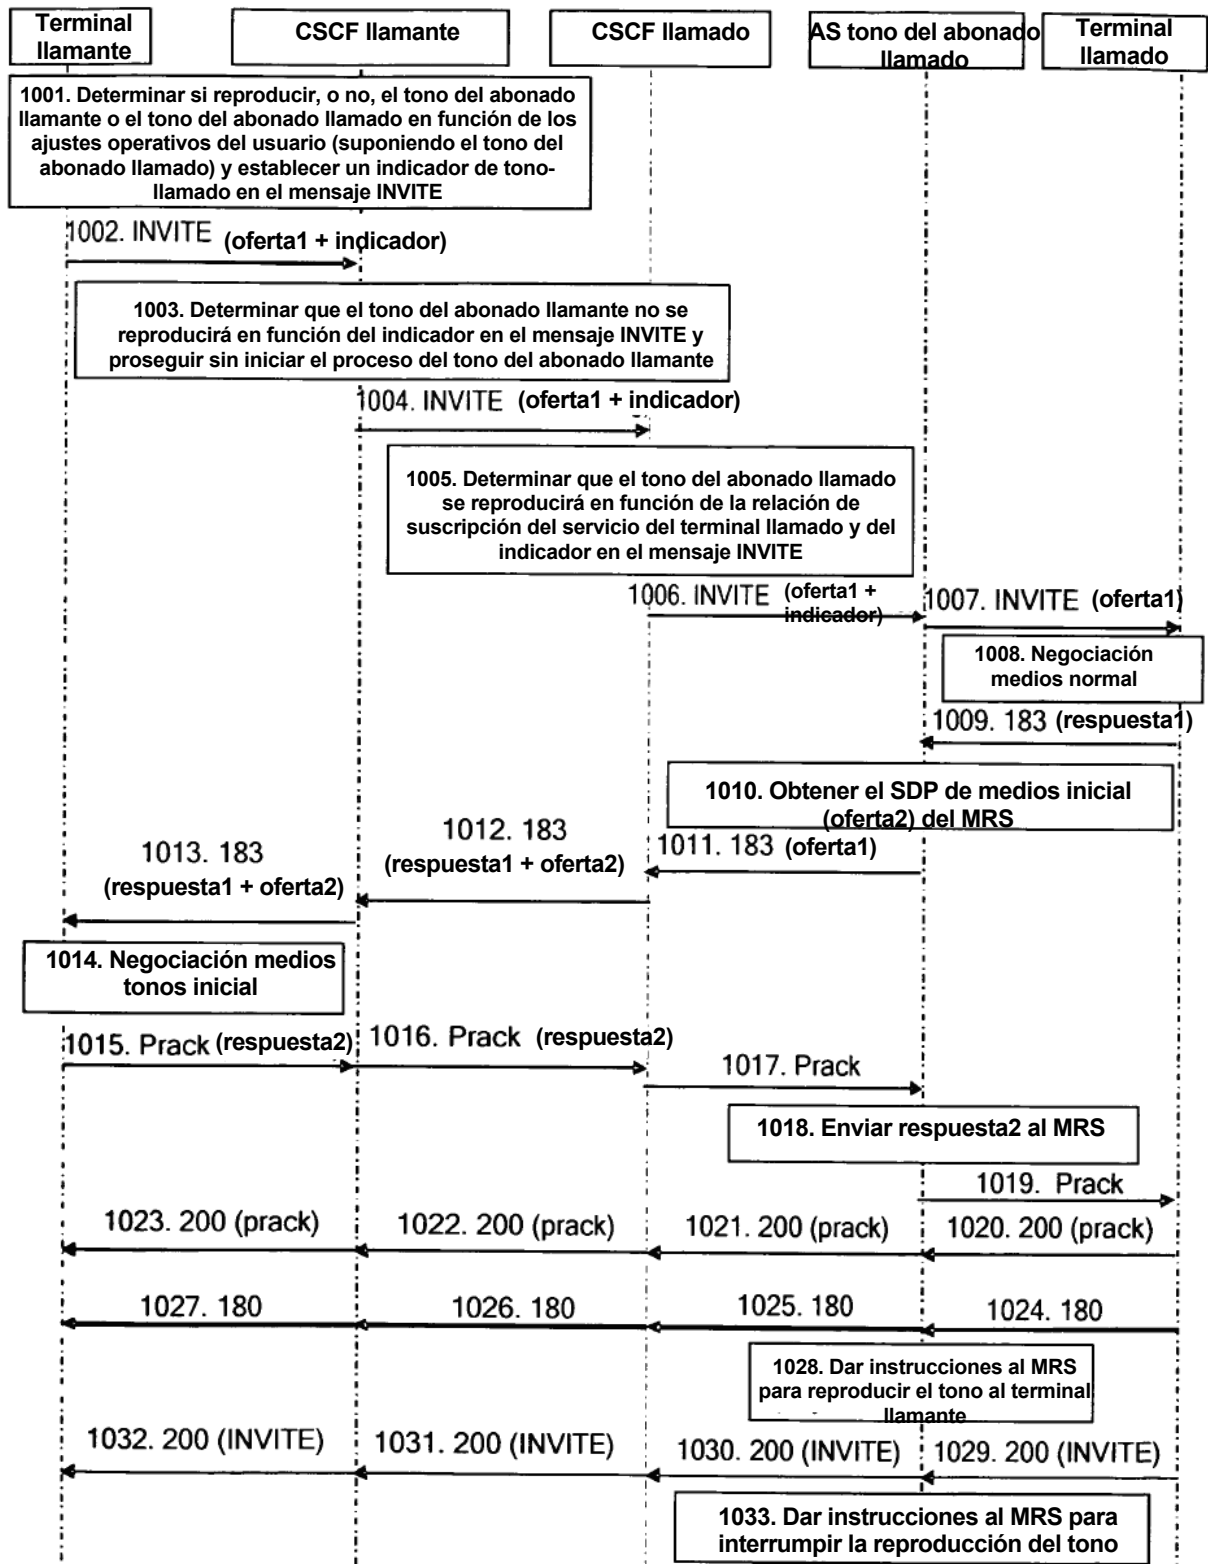 Terminal
llamante
CSCF llamante
CSCF llamado
AS tono del abonado
llamado
Terminal
llamado
1001. Determinar si reproducir, o no, el tono del abonado
llamante o el tono del abonado llamado en función de los
ajustes operativos del usuario (suponiendo el tono del
abonado llamado) y establecer un indicador de tono-
llamado en el mensaje INVITE
1002. INVITE (oferta1 + indicador)
1003. Determinar que el tono del abonado llamante no se
reproducirá en función del indicador en el mensaje INVITE y
proseguir sin iniciar el proceso del tono del abonado llamante
1004. INVITE (oferta1 + indicador)
1005. Determinar que el tono del abonado llamado
se reproducirá en función de la relación de
suscripción del servicio del terminal llamado y del
indicador en el mensaje INVITE
1006. INVITE (oferta1 +
indicador)
1007. INVITE (oferta1)
1008. Negociación
medios normal
1009. 183 (respuesta1)
1010. Obtener el SDP de medios inicial
(oferta2) del MRS
1011. 183 (oferta1)
1012. 183
(respuesta1 + oferta2)
1013. 183
(respuesta1 + oferta2)
1014. Negociación medios
tonos inicial
1015. Prack (respuesta2)
1016. Prack (respuesta2)
1017. Prack
1018. Enviar respuesta2 al MRS
1019. Prack
1023. 200 (prack)
1022. 200 (prack)
1021. 200 (prack)
1020. 200 (prack)
1027. 180
1026. 180
1025. 180
1024. 180
1028. Dar instrucciones al MRS
para reproducir el tono al terminal
llamante
1032. 200 (INVITE)
1031. 200 (INVITE)
1030. 200 (INVITE)
1029. 200 (INVITE)
1033. Dar instrucciones al MRS para
interrumpir la reproducción del tono